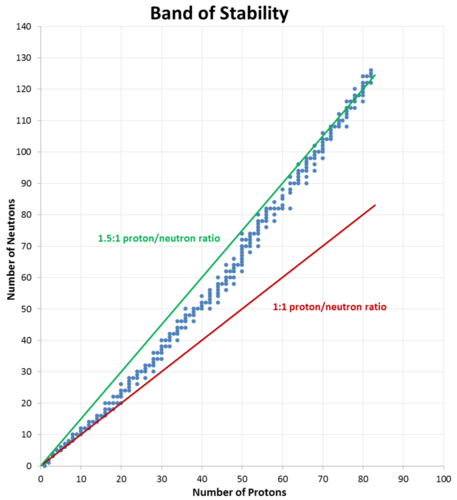 Band of Stability
140
130
120
110
100
90
80
70
60
50
40
30
20
10
0
Number of Neutrons
1.5:1 proton/neutron ratio
1:1 proton/neutron ratio
0 10 20 30 40 50 60 70 80 90 100
Number of Protons